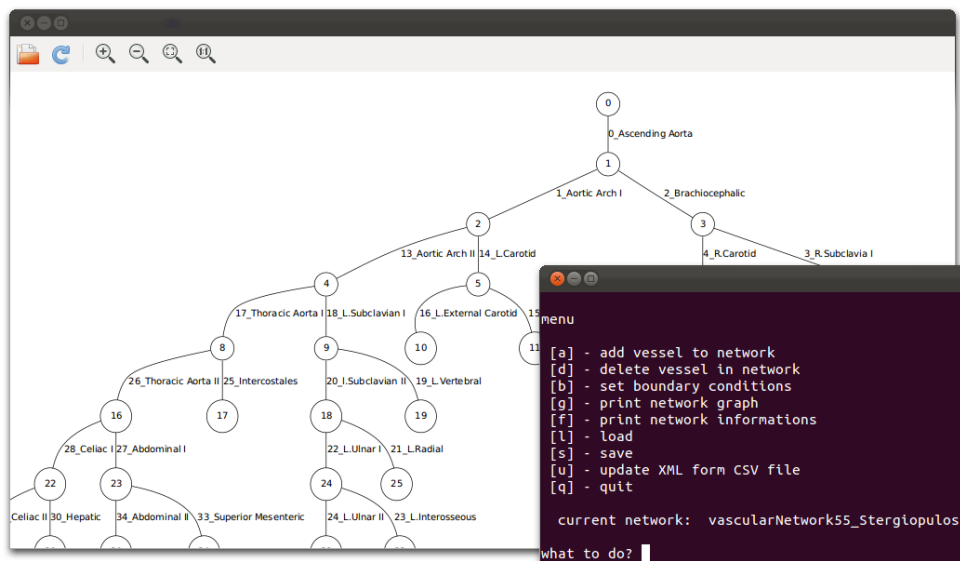 0
0_Ascending Aorta
1
1_Aortic Arch I
2_Brachiocephalic
2
3
13_Aortic Arch II
14_L.Carotid
4_R.Carotid
3_R.Subclavia I
4
5
17_Thoracic Aorta I
18_L.Subclavian I
16_L.External Carotid
15
8
9
10
11
26_Thoracic Aorta II
25_Intercostales
20_I.Subclavian II
19_L.Vertebral
16
17
18
19
28_Celiac I
27_Abdominal I
22_L.Ulnar I
21_L.Radial
22
23
24
25
Celiac II
30_Hepatic
34_Abdominal II
33_Superior Mesenteric
24_L.Ulnar II
23_L.Interosseous
menu
[a] - add vessel to network
[d] - delete vessel in network
[b] - set boundary conditions
[g] - print network graph
[f] - print network informations
[l] - load
[s] - save
[u] - update XML form CSV file
[q] - quit
current network: vascularNetwork55_Stergiopulos
what to do?